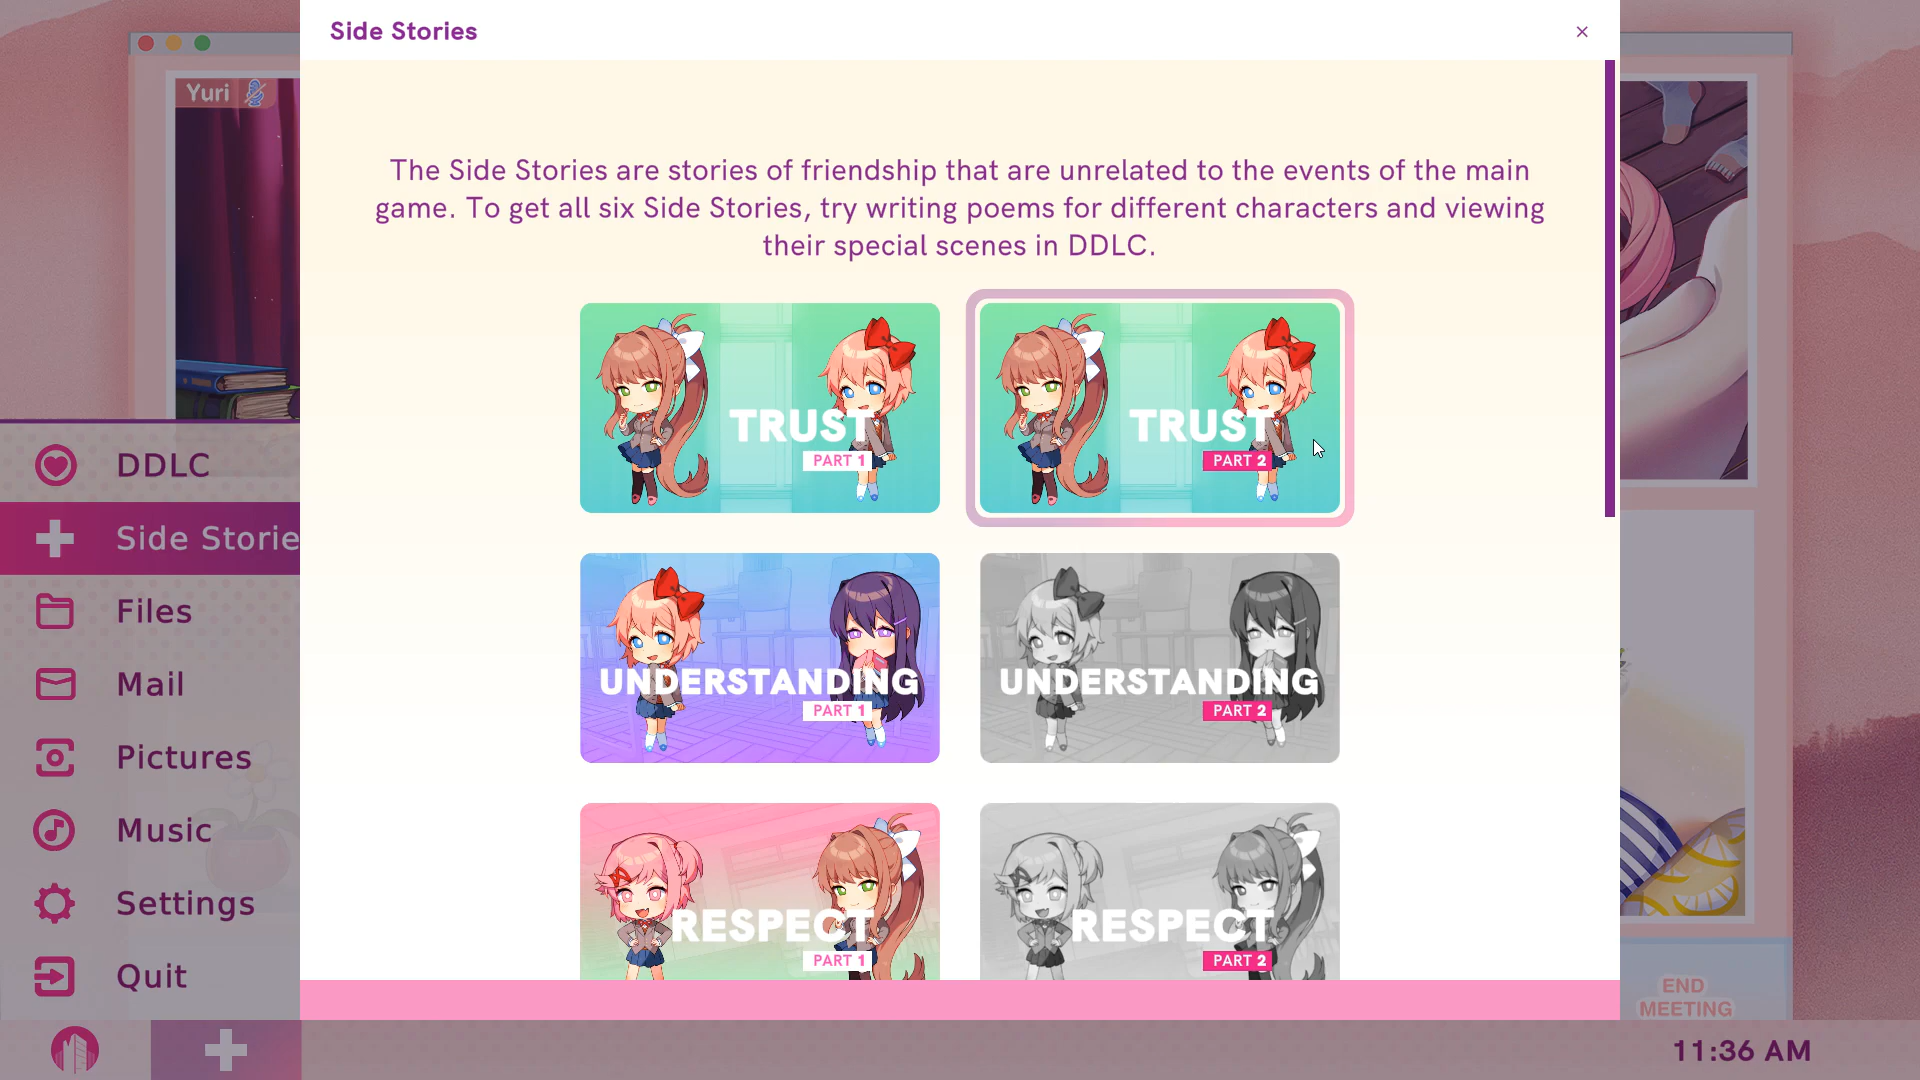 Side Stories
×
Yuri
The Side Stories are stories of friendship that are unrelated to the events of the main
game. To get all six Side Stories, try writing poems for different characters and viewing
their special scenes in DDLC.
TRUST
PART 1
TRUST
PART 2
UNDERSTANDING
PART 1
UNDERSTANDING
PART 2
RESPECT
PART 1
RESPECT
PART 2
DDLC
Side Storie
Files
Mail
Pictures
Music
Settings
Quit
END
MEETING
11:36 AM